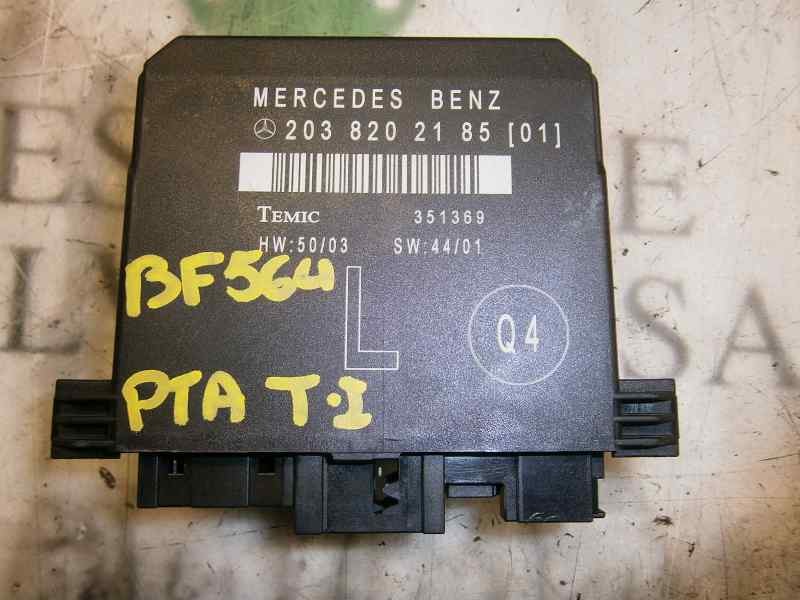 MERCEDES BENZ
203 820 21 85 [01]
TEMIC 351369
HW:50/03 SW:44/01
BF564
L
Q4
PTA T.I